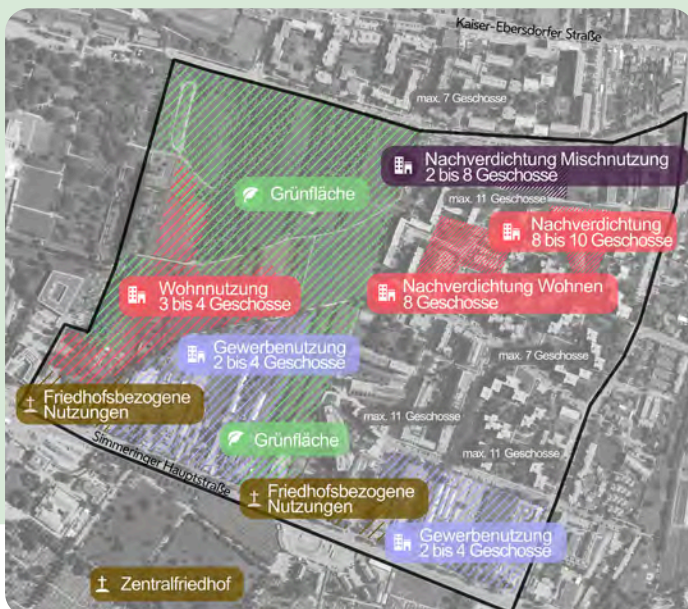 Kaiser-Ebersdorfer Straße
max. 7 Geschosse
Nachverdichtung Mischnutzung
2 bis 8 Geschosse
Grünfläche
max. 11 Geschosse
Nachverdichtung
8 bis 10 Geschosse
Wohnnutzung
3 bis 4 Geschosse
Nachverdichtung Wohnen
8 Geschosse
Gewerbenutzung
2 bis 4 Geschosse
max. 7 Geschosse
Friedhofsbezogene
Nutzungen
max. 11 Geschosse
Grünfläche
Simmeringer Hauptstraße
max. 11 Geschosse
Friedhofsbezogene
Nutzungen
Gewerbenutzung
2 bis 4 Geschosse
Zentralfriedhof